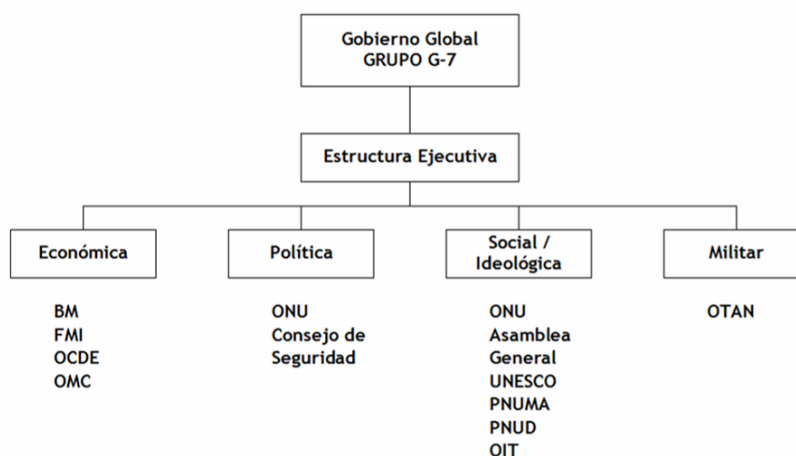 Gobierno Global
GRUPO G-7
Estructura Ejecutiva
Económica
Política
Social /
Ideológica
Militar
BM
FMI
OCDE
OMC
ONU
Consejo de
Seguridad
ONU
Asamblea
General
UNESCO
PNUMA
PNUD
OIT
OTAN